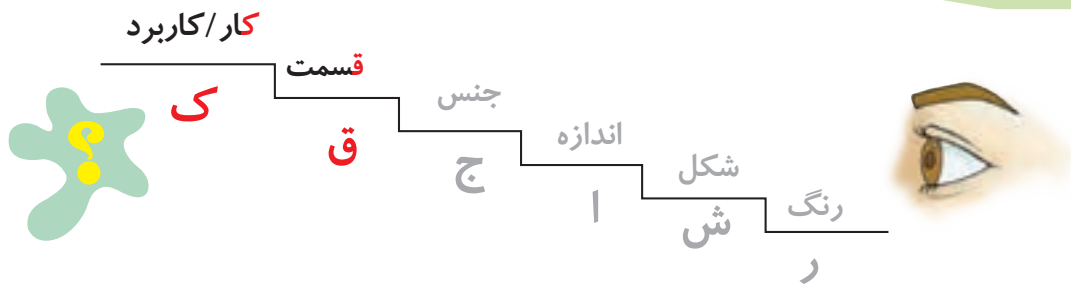 رنگ
ر
شکل
ش
اندازه
ا
جنس
ج
قسمت
ق
کار/کاربرد
ک
؟